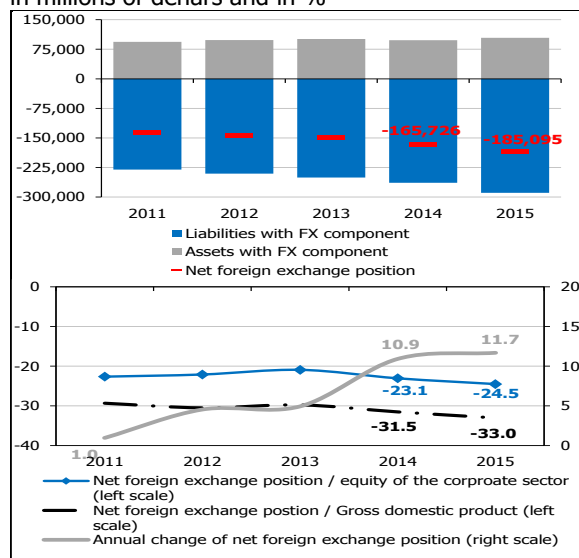 in millions of denars and in %
150,000
75,000
0
-75,000
-150,000
-225,000
-300,000
-165,726
-185,095
2011 2012 2013 2014 2015
Liabilities with FX component
Assets with FX component
Net foreign exchange position
0 20
-10 15
-20 10
-30 5
-40 0
10.9 11.7
-23.1 -24.5
-31.5 -33.0
1.0
2011 2012 2013 2014 2015
Net foreign exchange position / equity of the corproate sector
(left scale)
Net foreign exchange postion / Gross domestic product (left
scale)
Annual change of net foreign exchange position (right scale)